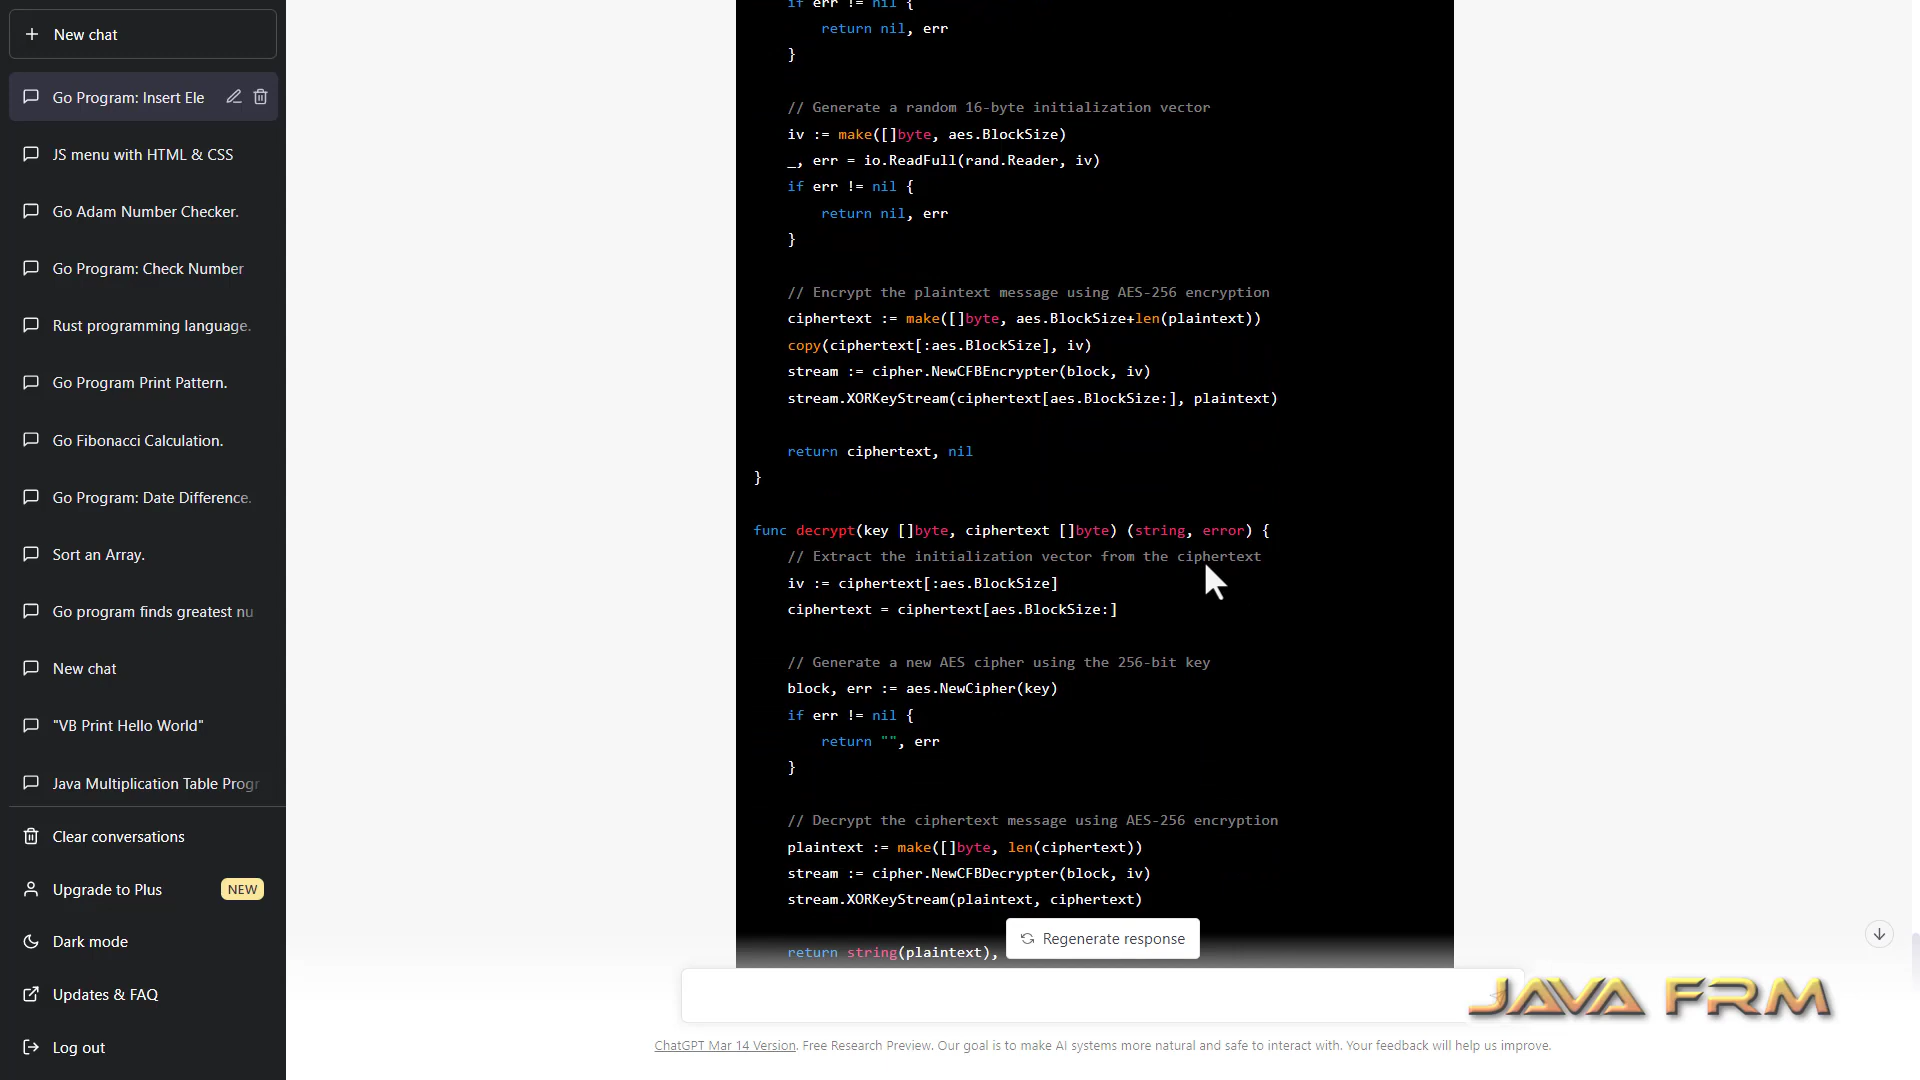 New chat
Go Program: Insert Ele
JS menu with HTML & CSS
Go Adam Number Checker.
Go Program: Check Number
Rust programming language.
Go Program Print Pattern.
Go Fibonacci Calculation.
Go Program: Date Difference.
Sort an Array.
Go program finds greatest nu
New chat
"VB Print Hello World"
Java Multiplication Table Progr
Clear conversations
Upgrade to Plus NEW
Dark mode
Updates & FAQ
Log out
if err != nil {
return nil, err
}
// Generate a random 16-byte initialization vector
iv := make([]byte, aes.BlockSize)
_, err = io.ReadFull(rand.Reader, iv)
if err != nil {
return nil, err
}
// Encrypt the plaintext message using AES-256 encryption
ciphertext := make([]byte, aes.BlockSize+len(plaintext))
copy(ciphertext[:aes.BlockSize], iv)
stream := cipher.NewCFBEncrypter(block, iv)
stream.XORKeyStream(ciphertext[aes.BlockSize:], plaintext)
return ciphertext, nil
}
func decrypt(key []byte, ciphertext []byte) (string, error) {
// Extract the initialization vector from the ciphertext
iv := ciphertext[:aes.BlockSize]
ciphertext = ciphertext[aes.BlockSize:]
// Generate a new AES cipher using the 256-bit key
block, err := aes.NewCipher(key)
if err != nil {
return "", err
}
// Decrypt the ciphertext message using AES-256 encryption
plaintext := make([]byte, len(ciphertext))
stream := cipher.NewCFBDecrypter(block, iv)
stream.XORKeyStream(plaintext, ciphertext)
return string(plaintext),
Regenerate response
JAVA FRM
ChatGPT Mar 14 Version. Free Research Preview. Our goal is to make AI systems more natural and safe to interact with. Your feedback will help us improve.